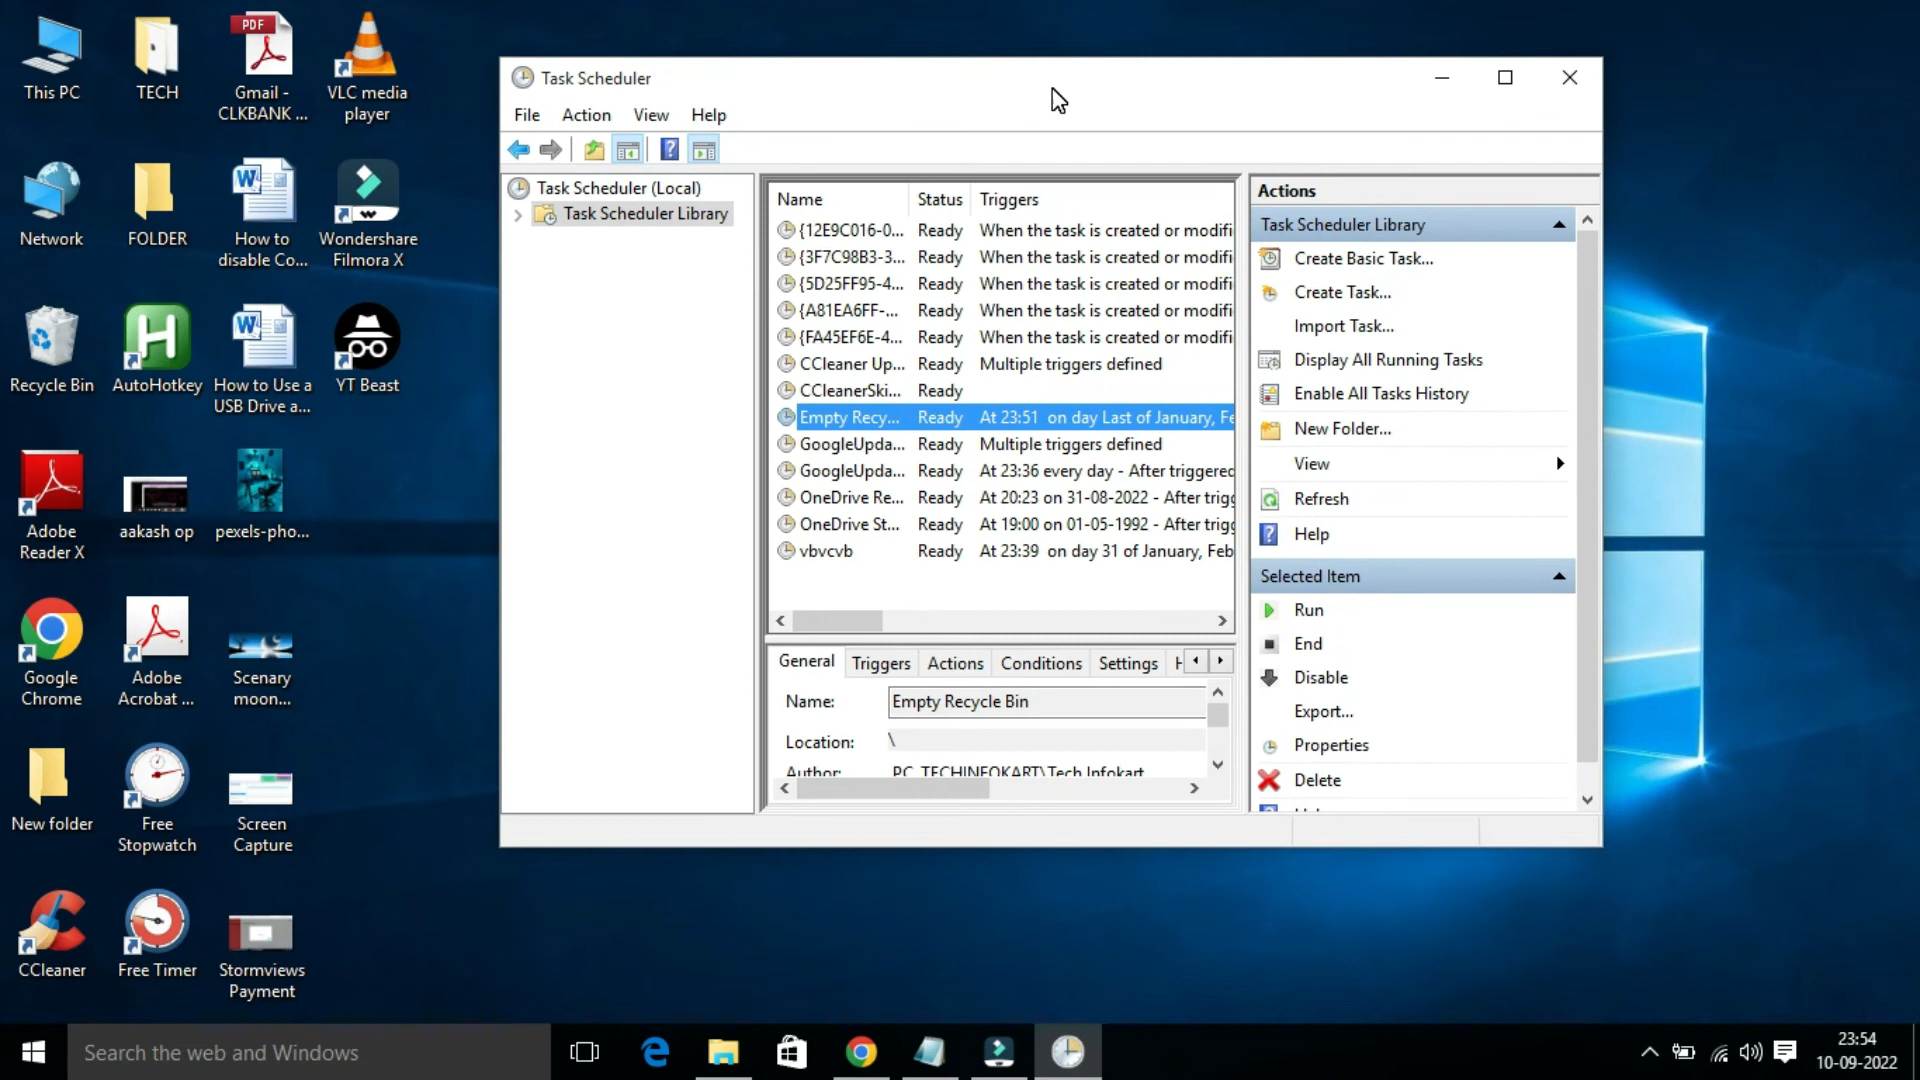 This PC
TECH
Gmail -
CLKBANK ...
VLC media
player
Network
FOLDER
How to
disable Co...
Wondershare
Filmora X
Recycle Bin
AutoHotkey
How to Use a
USB Drive a...
YT Beast
Adobe
Reader X
aakash op
pexels-pho...
Google
Chrome
Adobe
Acrobat ...
Scenary
moon...
New folder
Free
Stopwatch
Screen
Capture
CCleaner
Free Timer
Stormviews
Payment
PDF
Task Scheduler
File Action View Help
Task Scheduler (Local)
Task Scheduler Library
Name Status Triggers
{12E9C016-0... Ready When the task is created or modifi
{3F7C98B3-3... Ready When the task is created or modifi
{5D25FF95-4... Ready When the task is created or modifi
{A81EA6FF-... Ready When the task is created or modifi
{FA45EF6E-4... Ready When the task is created or modifi
CCleaner Up... Ready Multiple triggers defined
CCleanerSki... Ready
Empty Recy... Ready At 23:51 on day Last of January, Fe
GoogleUpda... Ready Multiple triggers defined
GoogleUpda... Ready At 23:36 every day - After triggered
OneDrive Re... Ready At 20:23 on 31-08-2022 - After trigg
OneDrive St... Ready At 19:00 on 01-05-1992 - After trigg
vbvcvb Ready At 23:39 on day 31 of January, Feb
General Triggers Actions Conditions Settings
Name: Empty Recycle Bin
Location: \
Author: PC_TECHINFOKART\Tech Infokart
Actions
Task Scheduler Library
Create Basic Task...
Create Task...
Import Task...
Display All Running Tasks
Enable All Tasks History
New Folder...
View
Refresh
Help
Selected Item
Run
End
Disable
Export...
Properties
Delete
Search the web and Windows
23:54
10-09-2022